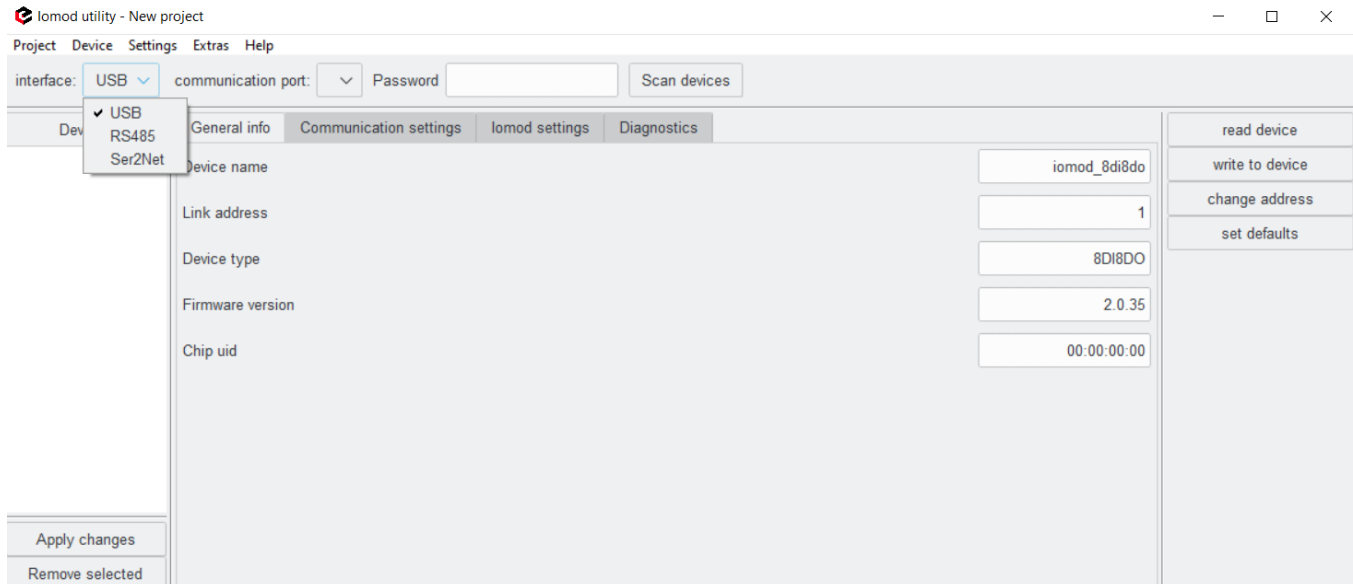 Iomod utility - New project
Project Device Settings Extras Help
interface: USB communication port: Password Scan devices
USB
RS485
Ser2Net
General info Communication settings Iomod settings Diagnostics
Device name iomod_8di8do
Link address 1
Device type 8DI8DO
Firmware version 2.0.35
Chip uid 00:00:00:00
read device
write to device
change address
set defaults
Apply changes
Remove selected